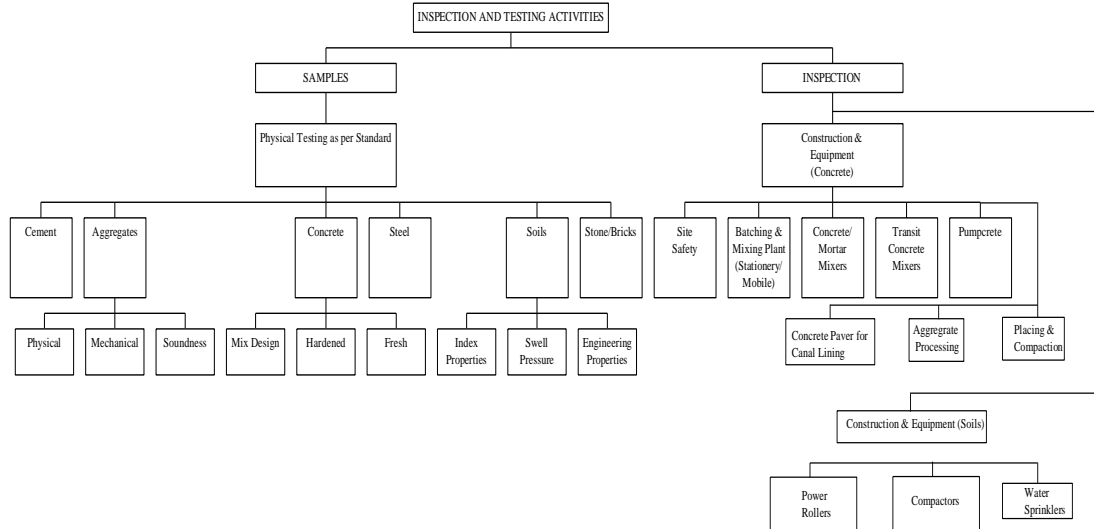 INSPECTION AND TESTING ACTIVITIES
SAMPLES
INSPECTION
Physical Testing as per Standard
Construction &
Equipment
(Concrete)
Cement
Aggregates
Concrete
Steel
Soils
Stone/Bricks
Site
Safety
Batching &
Mixing Plant
(Stationery/
Mobile)
Concrete/
Mortar
Mixers
Transit
Concrete
Mixers
Pumpcrete
Physical
Mechanical
Soundness
Mix Design
Hardened
Fresh
Index
Properties
Swell
Pressure
Engineering
Properties
Concrete Paver for
Canal Lining
Aggregrate
Processing
Placing &
Compaction
Construction & Equipment (Soils)
Power
Rollers
Compactors
Water
Sprinklers